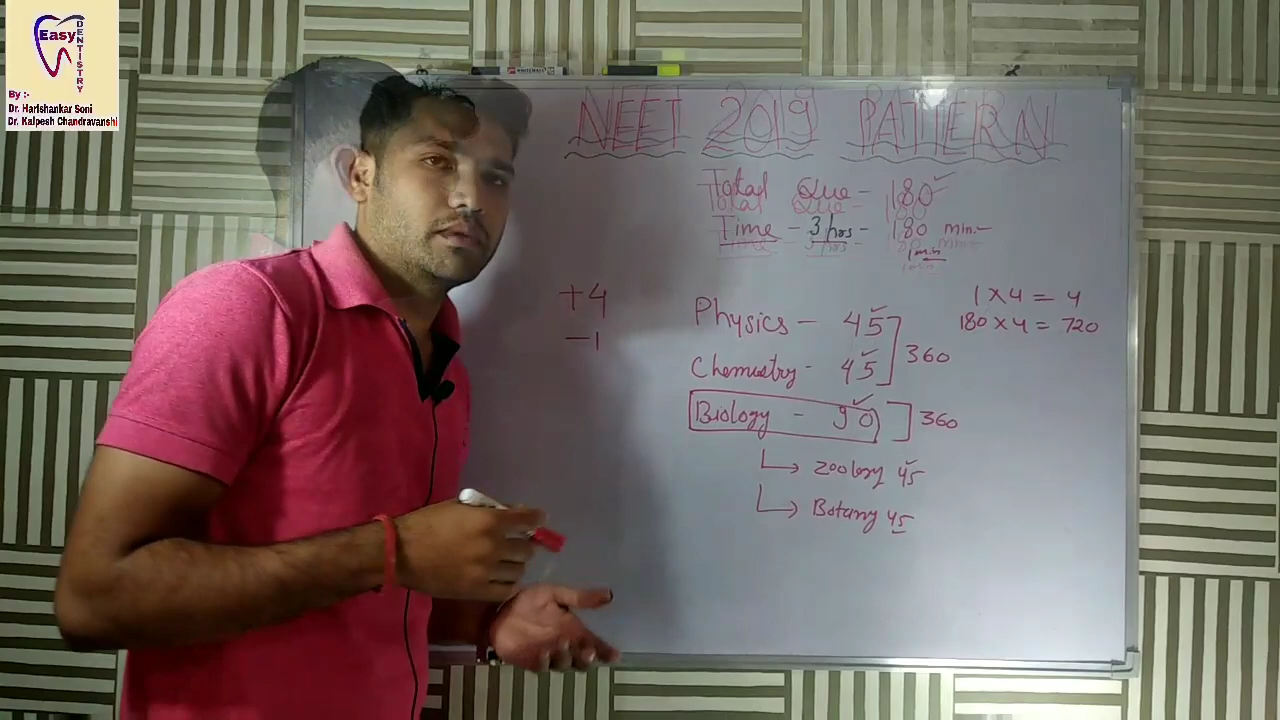 Easy
DENTISTRY
By :-
Dr. Harishankar Soni
Dr. Kalpesh Chandravanshi
NEET 2019 PATTERN
Total Que - 180
Time - 3 hrs - 180 min.
1 min
+4
-1
Physics - 45
Chemistry - 45
360
Biology - 90
360
zoology 45
Botany 45
1 x 4 = 4
180 x 4 = 720